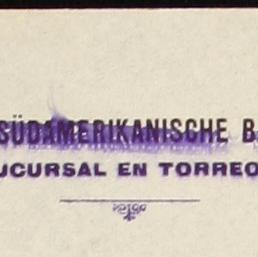 SÜDAMERIKANISCHE B
UCURSAL EN TORREO